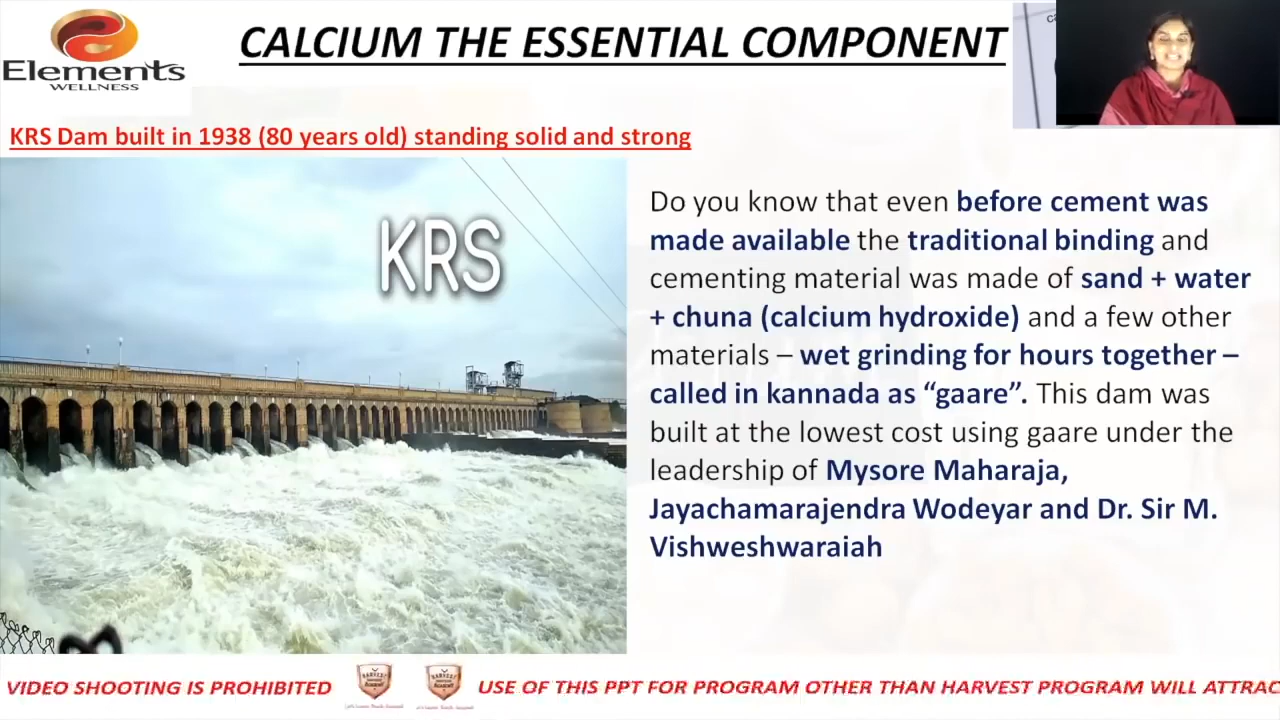 Elements
WELLNESS
CALCIUM THE ESSENTIAL COMPONENT
KRS Dam built in 1938 (80 years old) standing solid and strong
KRS
Do you know that even before cement was
made available the traditional binding and
cementing material was made of sand + water
+ chuna (calcium hydroxide) and a few other
materials – wet grinding for hours together –
called in kannada as “gaare”. This dam was
built at the lowest cost using gaare under the
leadership of Mysore Maharaja,
Jayachamarajendra Wodeyar and Dr. Sir M.
Vishweshwaraiah
VIDEO SHOOTING IS PROHIBITED
HARVEST
ACADEMY
HARVEST
ACADEMY
USE OF THIS PPT FOR PROGRAM OTHER THAN HARVEST PROGRAM WILL ATTRAC